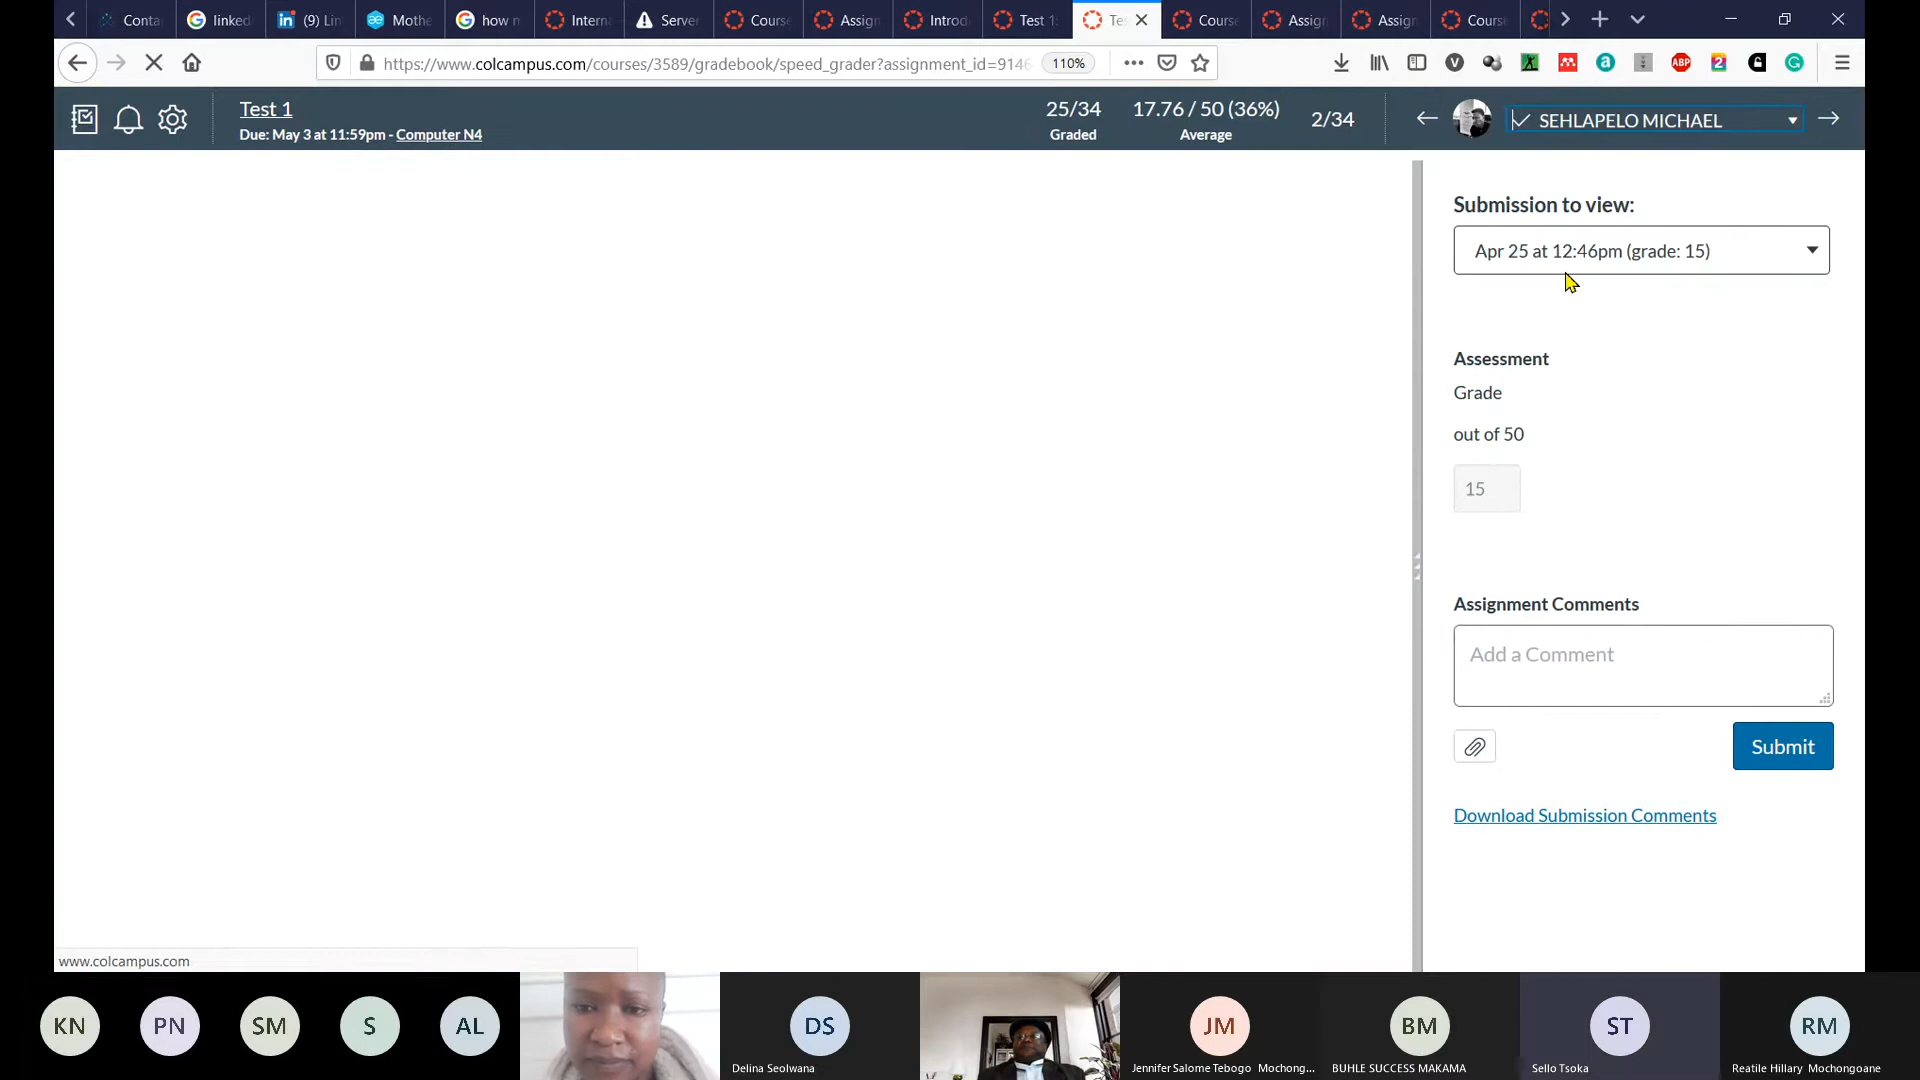 Conta
linked
(9) Lin
Mothe
how m
Intern
Server
Course
Assign
Introd
Test 1:
Tes
Course
Assign
Assign
Course
https://www.colcampus.com/courses/3589/gradebook/speed_grader?assignment_id=9146
110%
Test 1
Due: May 3 at 11:59pm - Computer N4
25/34
Graded
17.76 / 50 (36%)
Average
2/34
SEHLAPELO MICHAEL
Submission to view:
Apr 25 at 12:46pm (grade: 15)
Assessment
Grade
out of 50
15
Assignment Comments
Add a Comment
Submit
Download Submission Comments
www.colcampus.com
KN
PN
SM
S
AL
DS
Delina Seolwana
JM
Jennifer Salome Tebogo Mochong...
BM
BUHLE SUCCESS MAKAMA
ST
Sello Tsoka
RM
Reatile Hillary Mochongoane